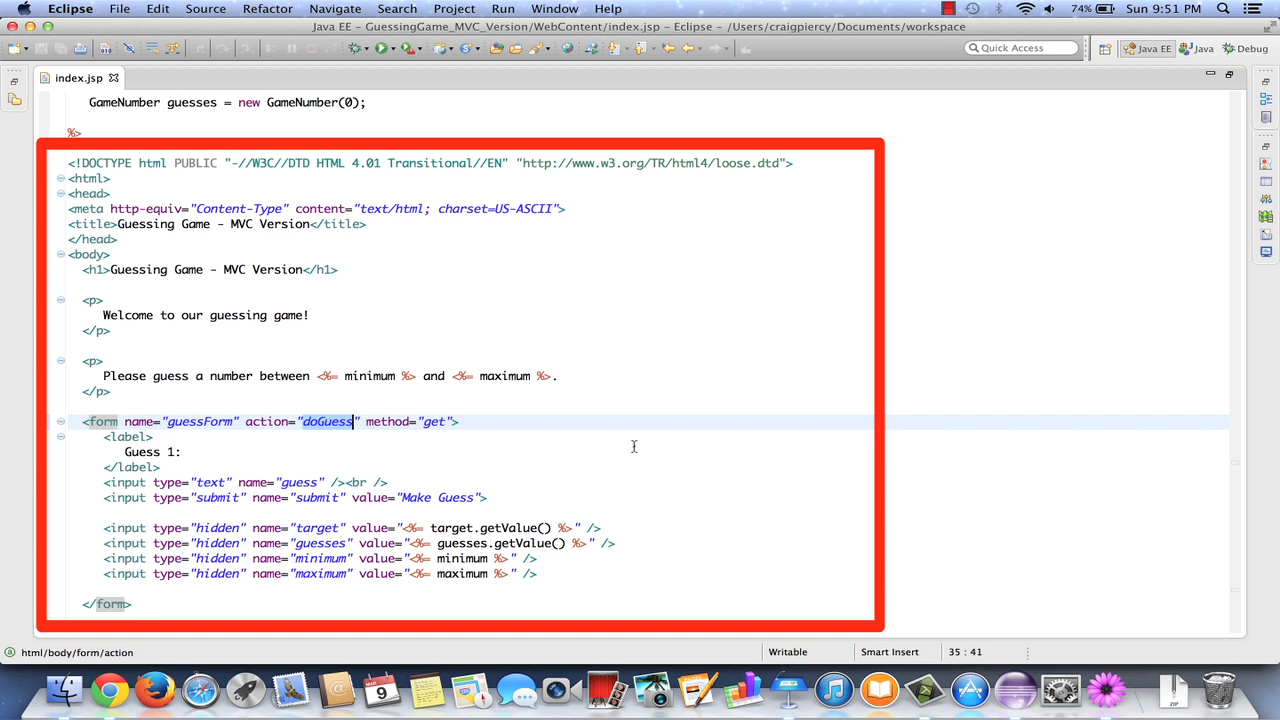 Eclipse File Edit Source Refactor Navigate Search Project Run Window Help 74% Sun 9:51 PM
Java EE - GuessingGame_MVC_Version/WebContent/index.jsp - Eclipse - /Users/craigpiercy/Documents/workspace
Quick Access Java EE Java Debug
index.jsp
GameNumber guesses = new GameNumber(0);
%>
<!DOCTYPE html PUBLIC "-//W3C//DTD HTML 4.01 Transitional//EN" "http://www.w3.org/TR/html4/loose.dtd">
<html>
<head>
<meta http-equiv="Content-Type" content="text/html; charset=US-ASCII">
<title>Guessing Game - MVC Version</title>
</head>
<body>
<h1>Guessing Game - MVC Version</h1>
<p>
Welcome to our guessing game!
</p>
<p>
Please guess a number between <%= minimum %> and <%= maximum %>.
</p>
<form name="guessForm" action="doGuess" method="get">
<label>
Guess 1:
</label>
<input type="text" name="guess" /><br />
<input type="submit" name="submit" value="Make Guess">
<input type="hidden" name="target" value="<%= target.getValue() %>" />
<input type="hidden" name="guesses" value="<%= guesses.getValue() %>" />
<input type="hidden" name="minimum" value="<%= minimum %>" />
<input type="hidden" name="maximum" value="<%= maximum %>" />
</form>
html/body/form/action Writable Smart Insert 35 : 41
MAR
9
ZIP